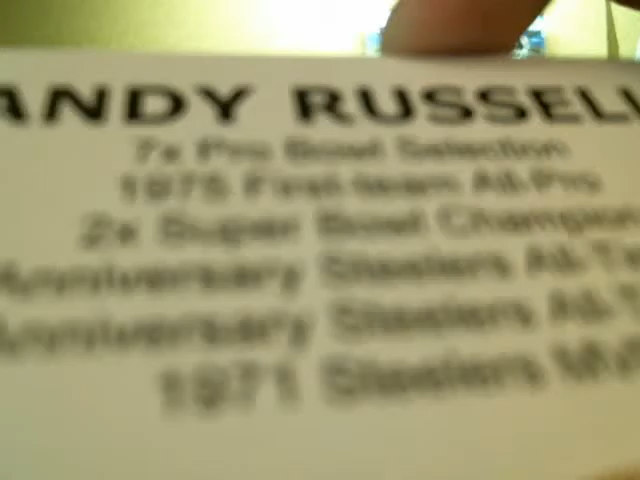 ANDY RUSSELL
7x Pro Bowl Selection
1975 First-team All-Pro
2x Super Bowl Champion
Anniversary Steelers All-
Anniversary Steelers All-
1971 Steelers MVP